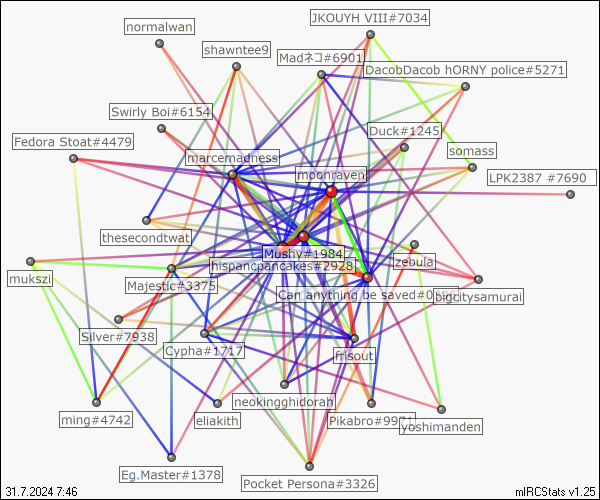 normalwan
JKOUYH VIII#7034
shawntee9
Madネコ#6901
DacobDacob hORNY police#5271
Swirly Boi#6154
Fedora Stoat#4479
Duck#1245
somass
marcemadness
moonraven
LPK2387 #7690
thesecondtwat
Mushy#1984
hispancpancakes#2928
zebula
mukszi
Majestic#3375
Can anything be saved#0
bigcitysamurai
Silver#7938
Cypha#1717
frisout
neokingghidorah
ming#4742
eliakith
Pikabro#9971
yoshimanden
Eg.Master#1378
Pocket Persona#3326
31.7.2024 7:46
mIRCStats v1.25